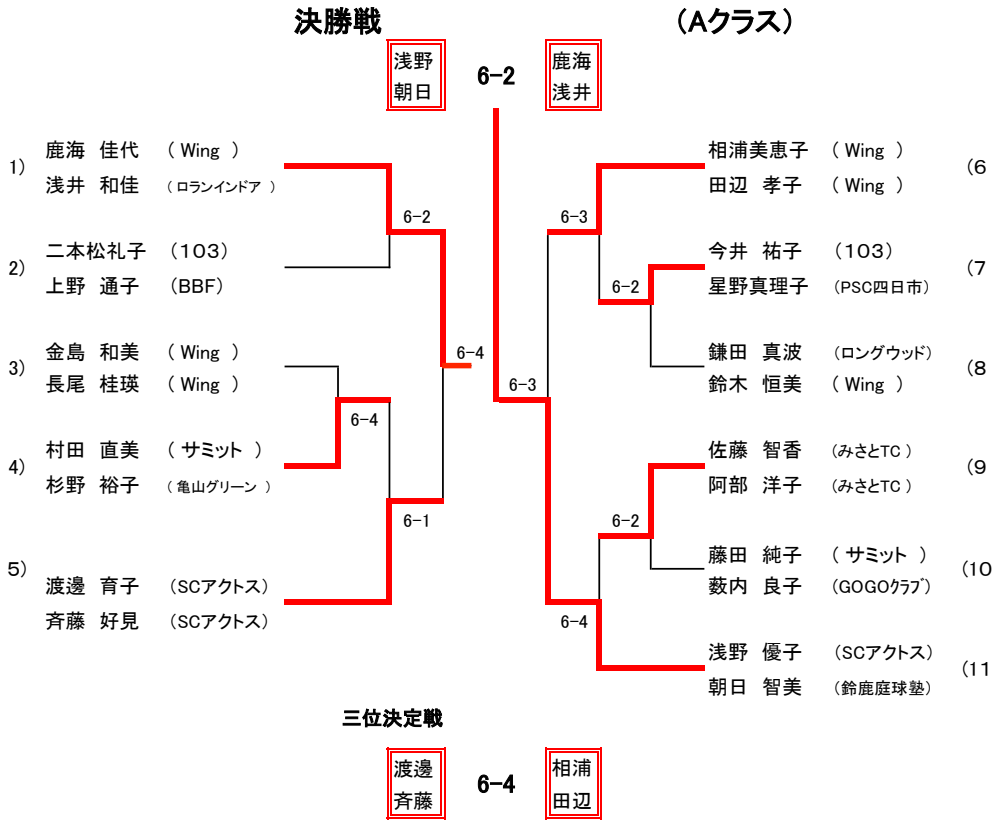 決勝戦 (Aクラス)
浅野 鹿海
6-2
朝日 浅井
鹿海 佳代 ( Wing ) 相浦美恵子 ( Wing )
1) (6
浅井 和佳 ( ロランインドア ) 田辺 孝子 ( Wing )
6-2 6-3
二本松礼子 (103) 今井 祐子 (103)
2) (7
上野 通子 (BBF) 6-2 星野真理子 (PSC四日市)
金島 和美 ( Wing ) 6-4 鎌田 真波 (ロングウッド)
3) (8
長尾 桂瑛 ( Wing ) 6-3 鈴木 恒美 ( Wing )
6-4
村田 直美 ( サミット ) 佐藤 智香 (みさとTC )
4) (9
杉野 裕子 ( 亀山グリーン ) 阿部 洋子 (みさとTC )
6-1 6-2
藤田 純子 ( サミット )
5) (10
渡邊 育子 (SCアクトス) 薮内 良子 (GOGOクラブ)
斉藤 好見 (SCアクトス) 6-4
浅野 優子 (SCアクトス)
(11
朝日 智美 (鈴鹿庭球塾)
三位決定戦
渡邊 相浦
6-4
斉藤 田辺